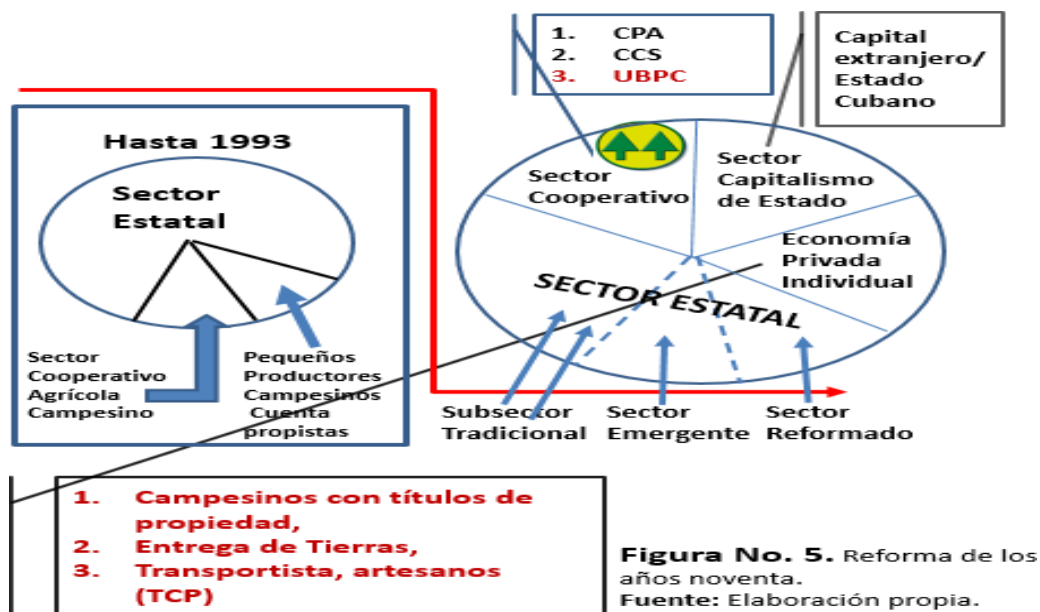 1. CPA
2. CCS
3. UBPC
Capital
extranjero/
Estado
Cubano
Hasta 1993
Sector
Estatal
Sector
Cooperativo
Agrícola
Campesino
Pequeños
Productores
Campesinos
Cuenta
propistas
Sector
Cooperativo
Sector
Capitalismo
de Estado
Economía
Privada
Individual
SECTOR ESTATAL
Subsector
Tradicional
Sector
Emergente
Sector
Reformado
1. Campesinos con títulos de
propiedad,
2. Entrega de Tierras,
3. Transportista, artesanos
(TCP)
Figura No. 5. Reforma de los
años noventa.
Fuente: Elaboración propia.